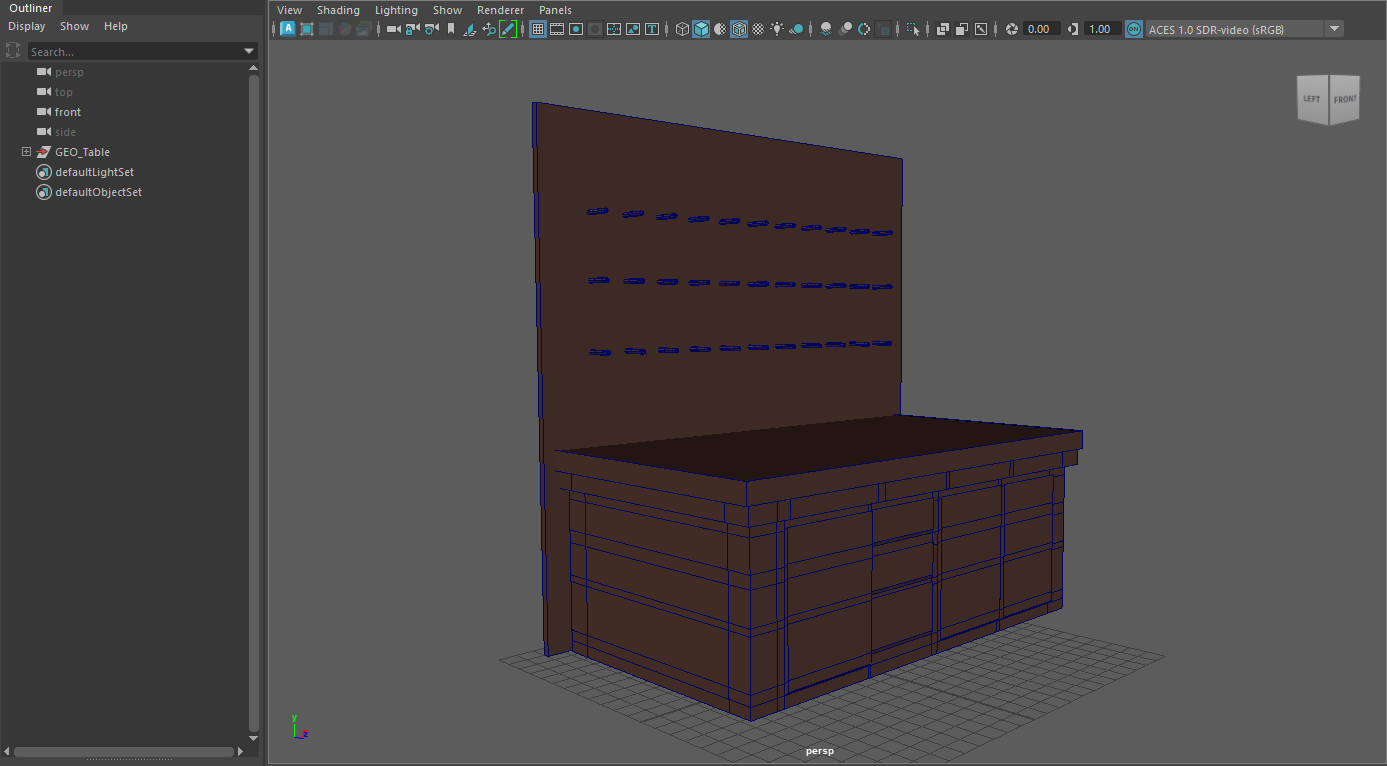 Outliner
Display Show Help
Search...
persp
top
front
side
GEO_Table
defaultLightSet
defaultObjectSet
View Shading Lighting Show Renderer Panels
0.00 1.00 ON ACES 1.0 SDR-video (sRGB)
LEFT FRONT
y
z
persp